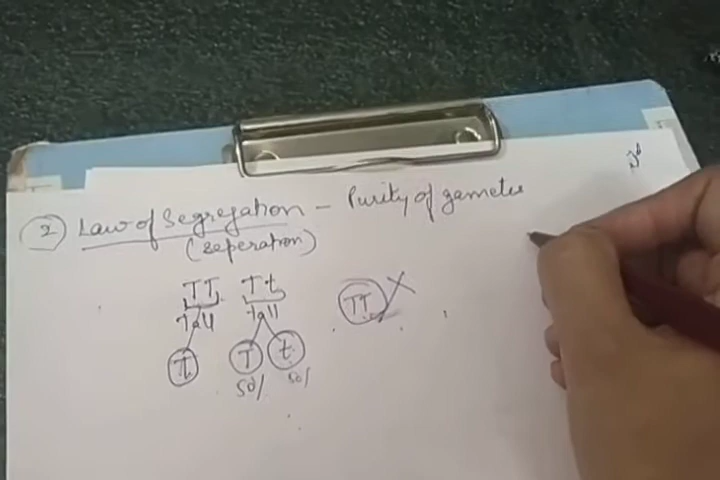 2 Law of Segregation - Purity of gametes
(seperation)
TT Tt TT
Tall Tall
T T t
50% 50%